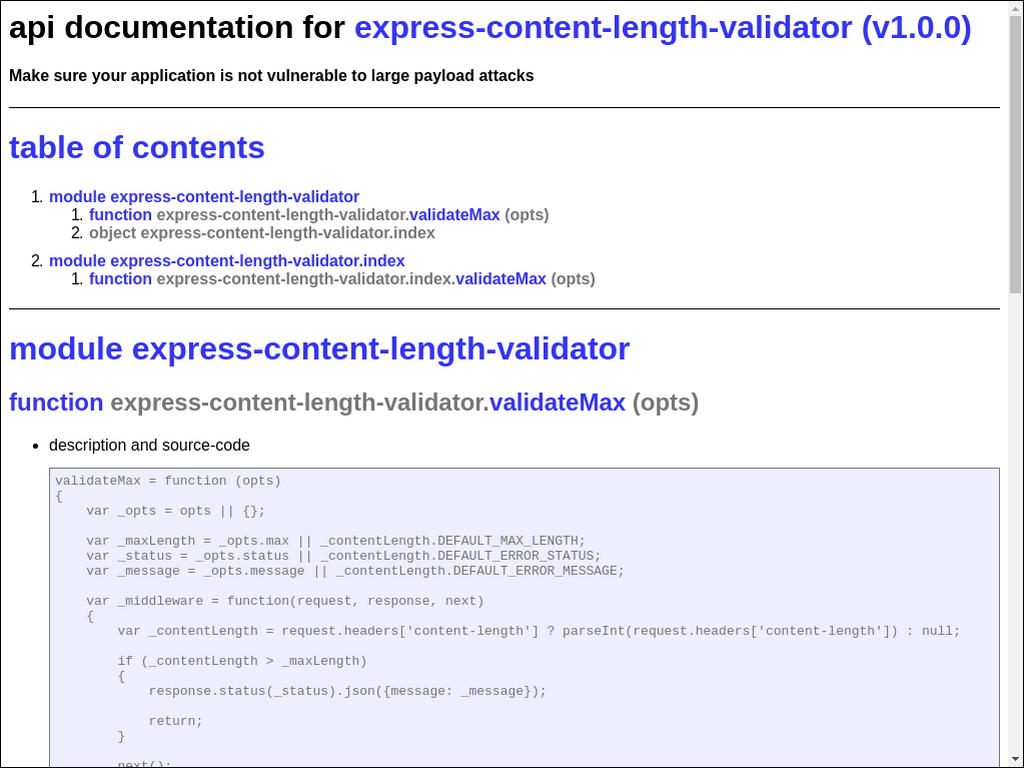 api documentation for express-content-length-validator (v1.0.0)
Make sure your application is not vulnerable to large payload attacks
table of contents
1. module express-content-length-validator
1. function express-content-length-validator.validateMax (opts)
2. object express-content-length-validator.index
2. module express-content-length-validator.index
1. function express-content-length-validator.index.validateMax (opts)
module express-content-length-validator
function express-content-length-validator.validateMax (opts)
• description and source-code
validateMax = function (opts)
{
    var _opts = opts || {};
    var _maxLength = _opts.max || _contentLength.DEFAULT_MAX_LENGTH;
    var _status = _opts.status || _contentLength.DEFAULT_ERROR_STATUS;
    var _message = _opts.message || _contentLength.DEFAULT_ERROR_MESSAGE;
    var _middleware = function(request, response, next)
    {
        var _contentLength = request.headers['content-length'] ? parseInt(request.headers['content-length']) : null;
        if (_contentLength > _maxLength)
        {
            response.status(_status).json({message: _message});
            return;
        }
        next();